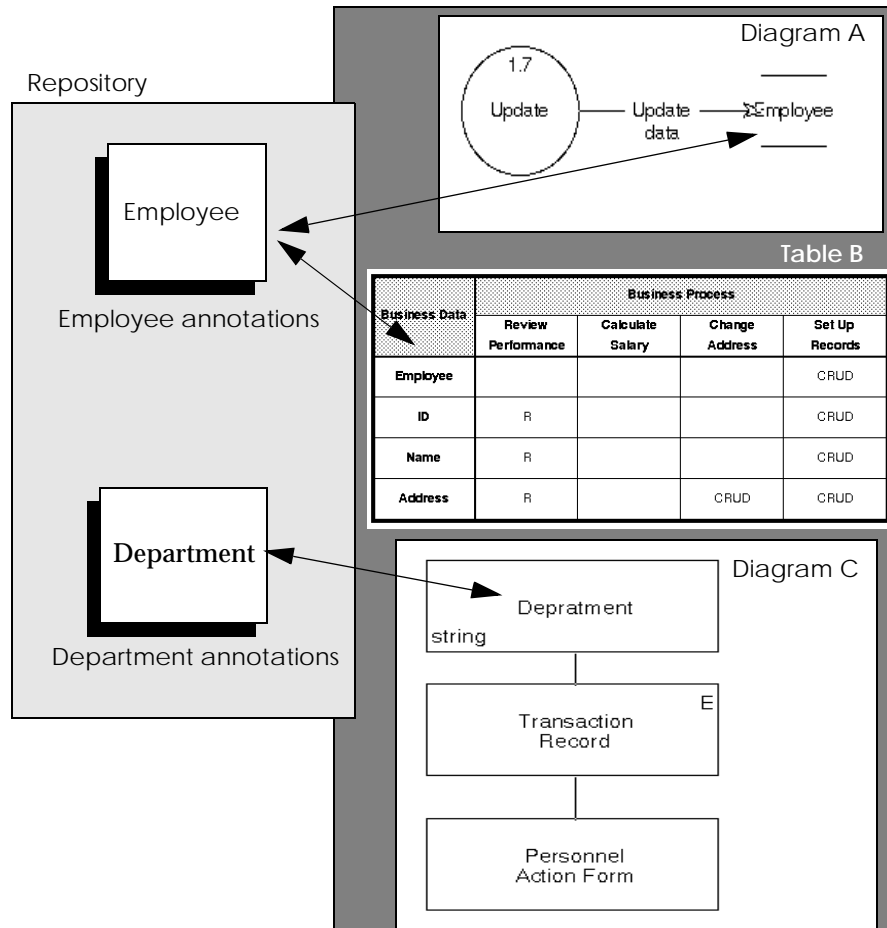 Repository
Employee
Employee annotations
Department
Department annotations
Diagram A
1.7
Update
Update
data
Employee
Table B
Business Data
Business Process
Review
Performance
Calculate
Salary
Change
Address
Set Up
Records
Employee
CRUD
ID
R
CRUD
Name
R
CRUD
Address
R
CRUD
CRUD
Diagram C
Depratment
string
E
Transaction
Record
Personnel
Action Form